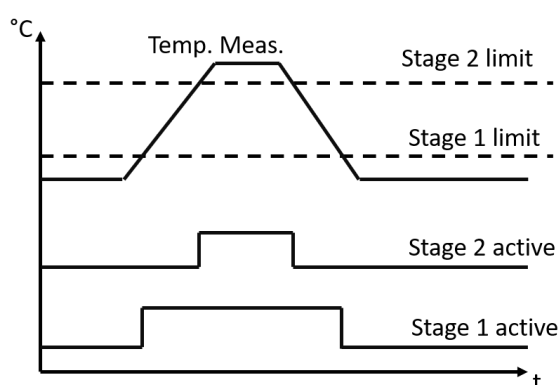 °C
Temp. Meas.
Stage 2 limit
Stage 1 limit
Stage 2 active
Stage 1 active
t